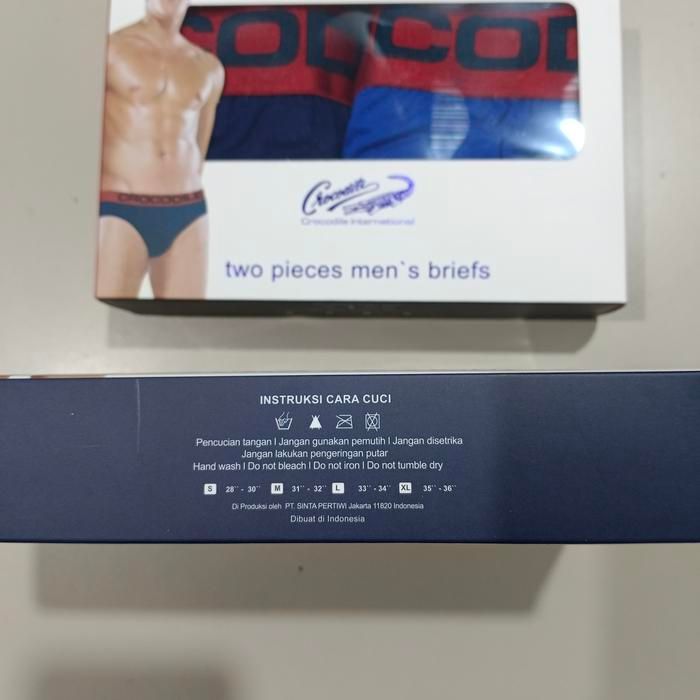 COD
COD
CROCODILE
Crocodile
Crocodile International
two pieces men`s briefs
INSTRUKSI CARA CUCI
Pencucian tangan I Jangan gunakan pemutih I Jangan disetrika
Jangan lakukan pengeringan putar
Hand wash I Do not bleach I Do not iron I Do not tumble dry
S 28`` - 30`` M 31`` - 32`` L 33`` - 34`` XL 35`` - 36``
Di Produksi oleh PT. SINTA PERTIWI Jakarta 11820 Indonesia
Dibuat di Indonesia